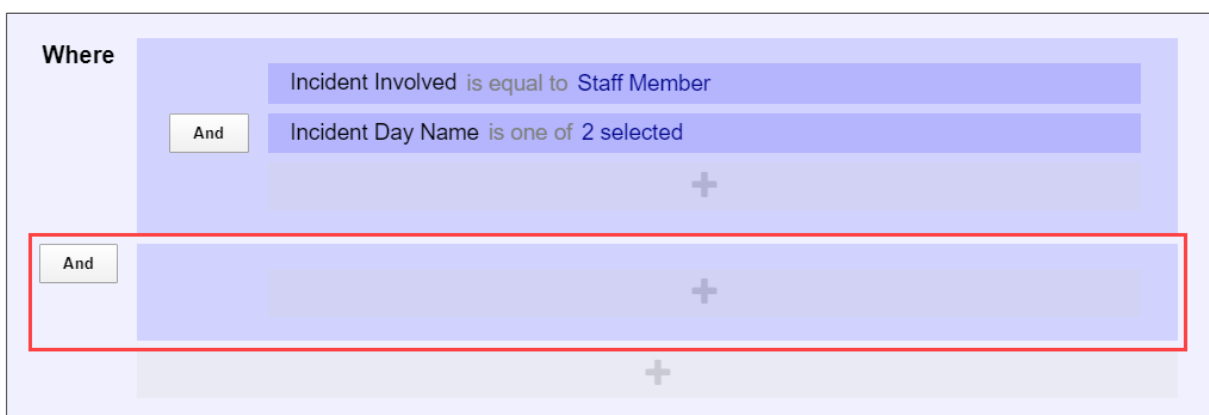 Where
Incident Involved is equal to Staff Member
And
Incident Day Name is one of 2 selected
And